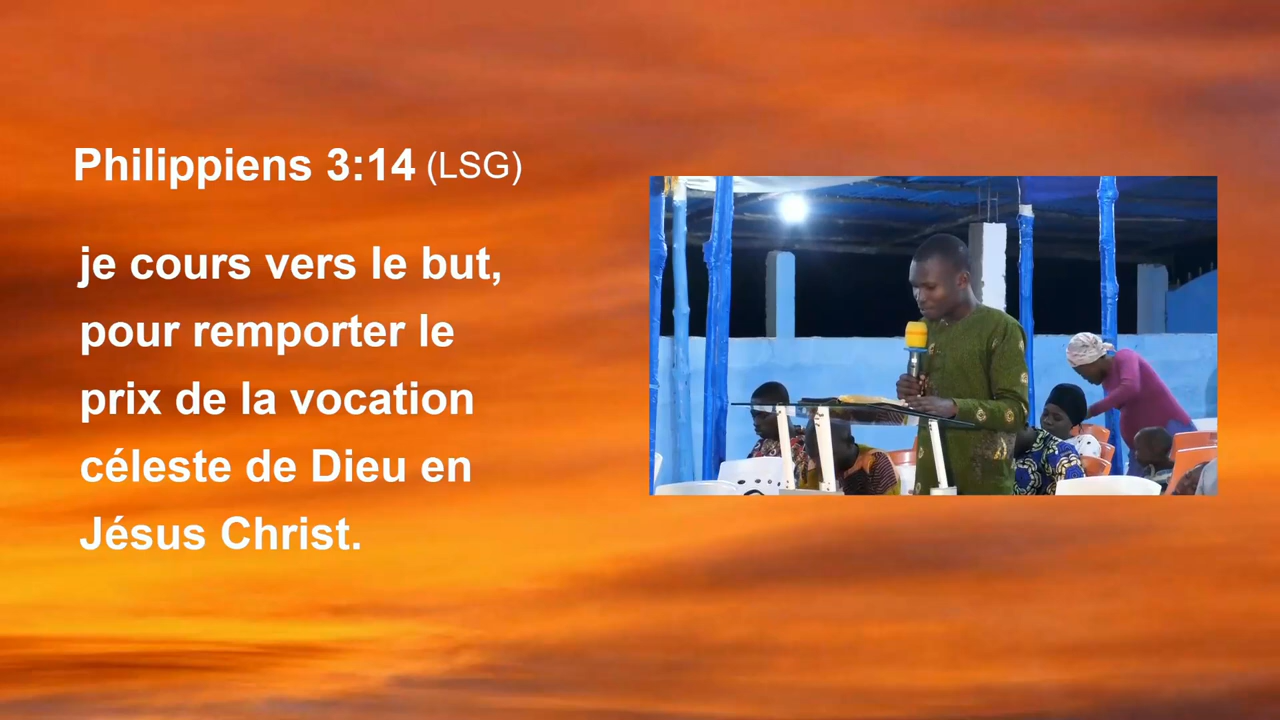 Philippiens 3:14 (LSG)
je cours vers le but,
pour remporter le
prix de la vocation
céleste de Dieu en
Jésus Christ.